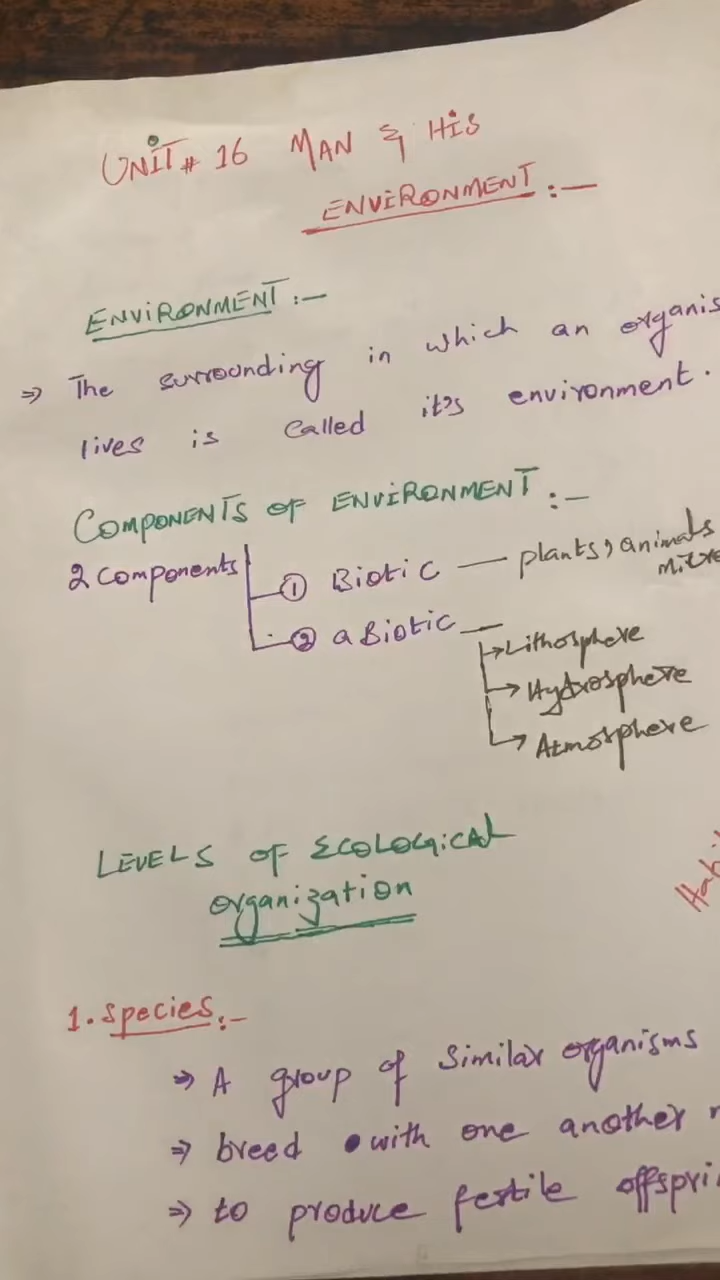 UNiT# 16 MAN & HiS
ENViRONMENT :-
ENViRONMENT :-
⇒ The surrounding in which an organis
lives is called it's environment.
COMPONENTS OF ENViRONMENT :-
2 components
① Biotic — plants, animals
micro
② aBiotic —
→ Lithosphere
→ Hydrosphere
→ Atmosphere
LEVELS OF ECOLOGiCAL
organization
Habi
1. species :-
⇒ A group of similar organisms
⇒ breed with one another
⇒ to produce fertile offspri